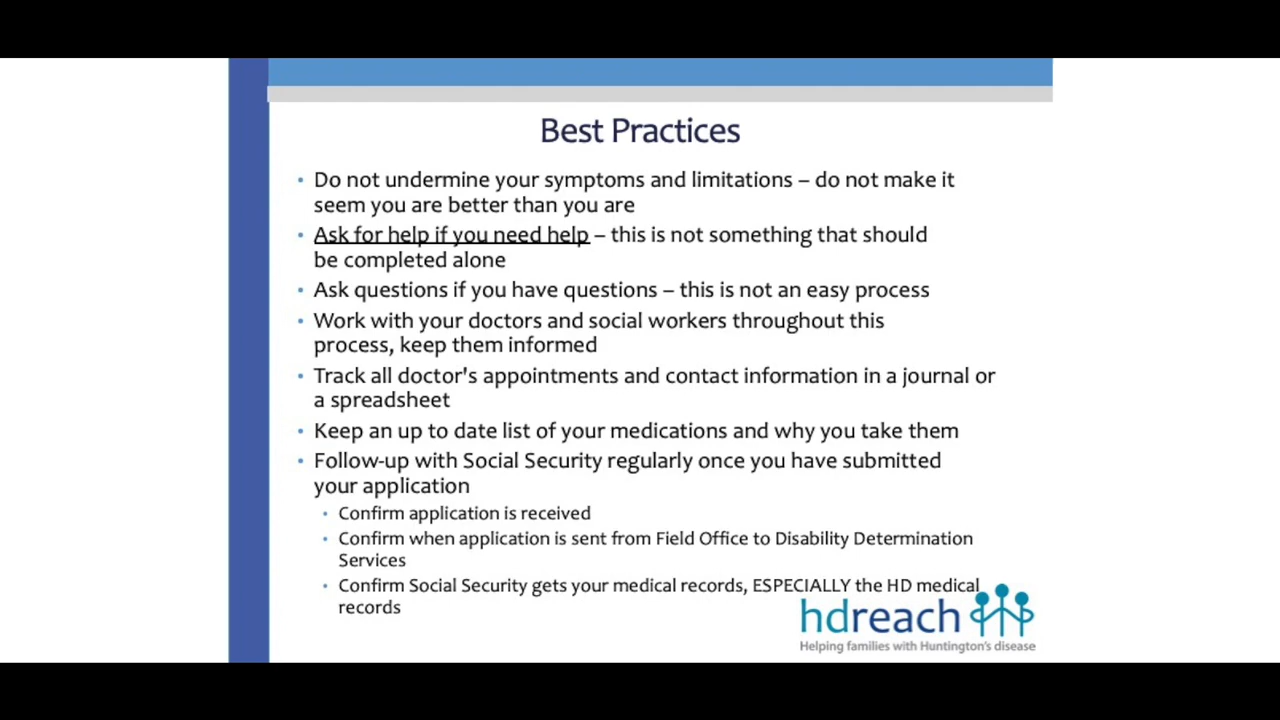 Best Practices
• Do not undermine your symptoms and limitations – do not make it
seem you are better than you are
• Ask for help if you need help – this is not something that should
be completed alone
• Ask questions if you have questions – this is not an easy process
• Work with your doctors and social workers throughout this
process, keep them informed
• Track all doctor's appointments and contact information in a journal or
a spreadsheet
• Keep an up to date list of your medications and why you take them
• Follow-up with Social Security regularly once you have submitted
your application
• Confirm application is received
• Confirm when application is sent from Field Office to Disability Determination
Services
• Confirm Social Security gets your medical records, ESPECIALLY the HD medical
records
hdreach
Helping families with Huntington's disease